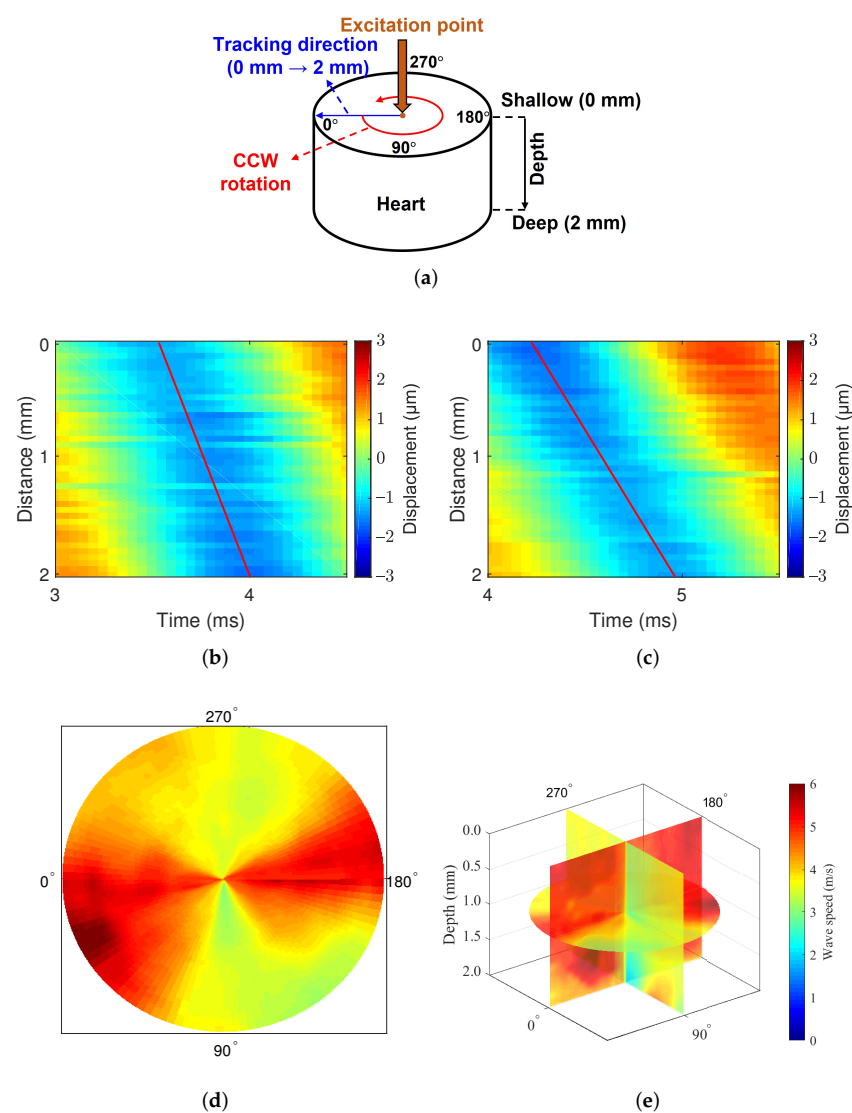 Excitation point
Tracking direction
(0 mm → 2 mm)
270°
Shallow (0 mm)
0°
180°
90°
CCW
rotation
Depth
Heart
Deep (2 mm)
(a)
0
1
2
Distance (mm)
3
4
Time (ms)
3
2
1
0
−1
−2
−3
Displacement (μm)
(b)
0
1
2
Distance (mm)
4
5
Time (ms)
3
2
1
0
−1
−2
−3
Displacement (μm)
(c)
270°
0°
180°
90°
(d)
270°
180°
0.0
0.5
1.0
1.5
2.0
Depth (mm)
0°
90°
6
5
4
3
2
1
0
Wave speed (m/s)
(e)